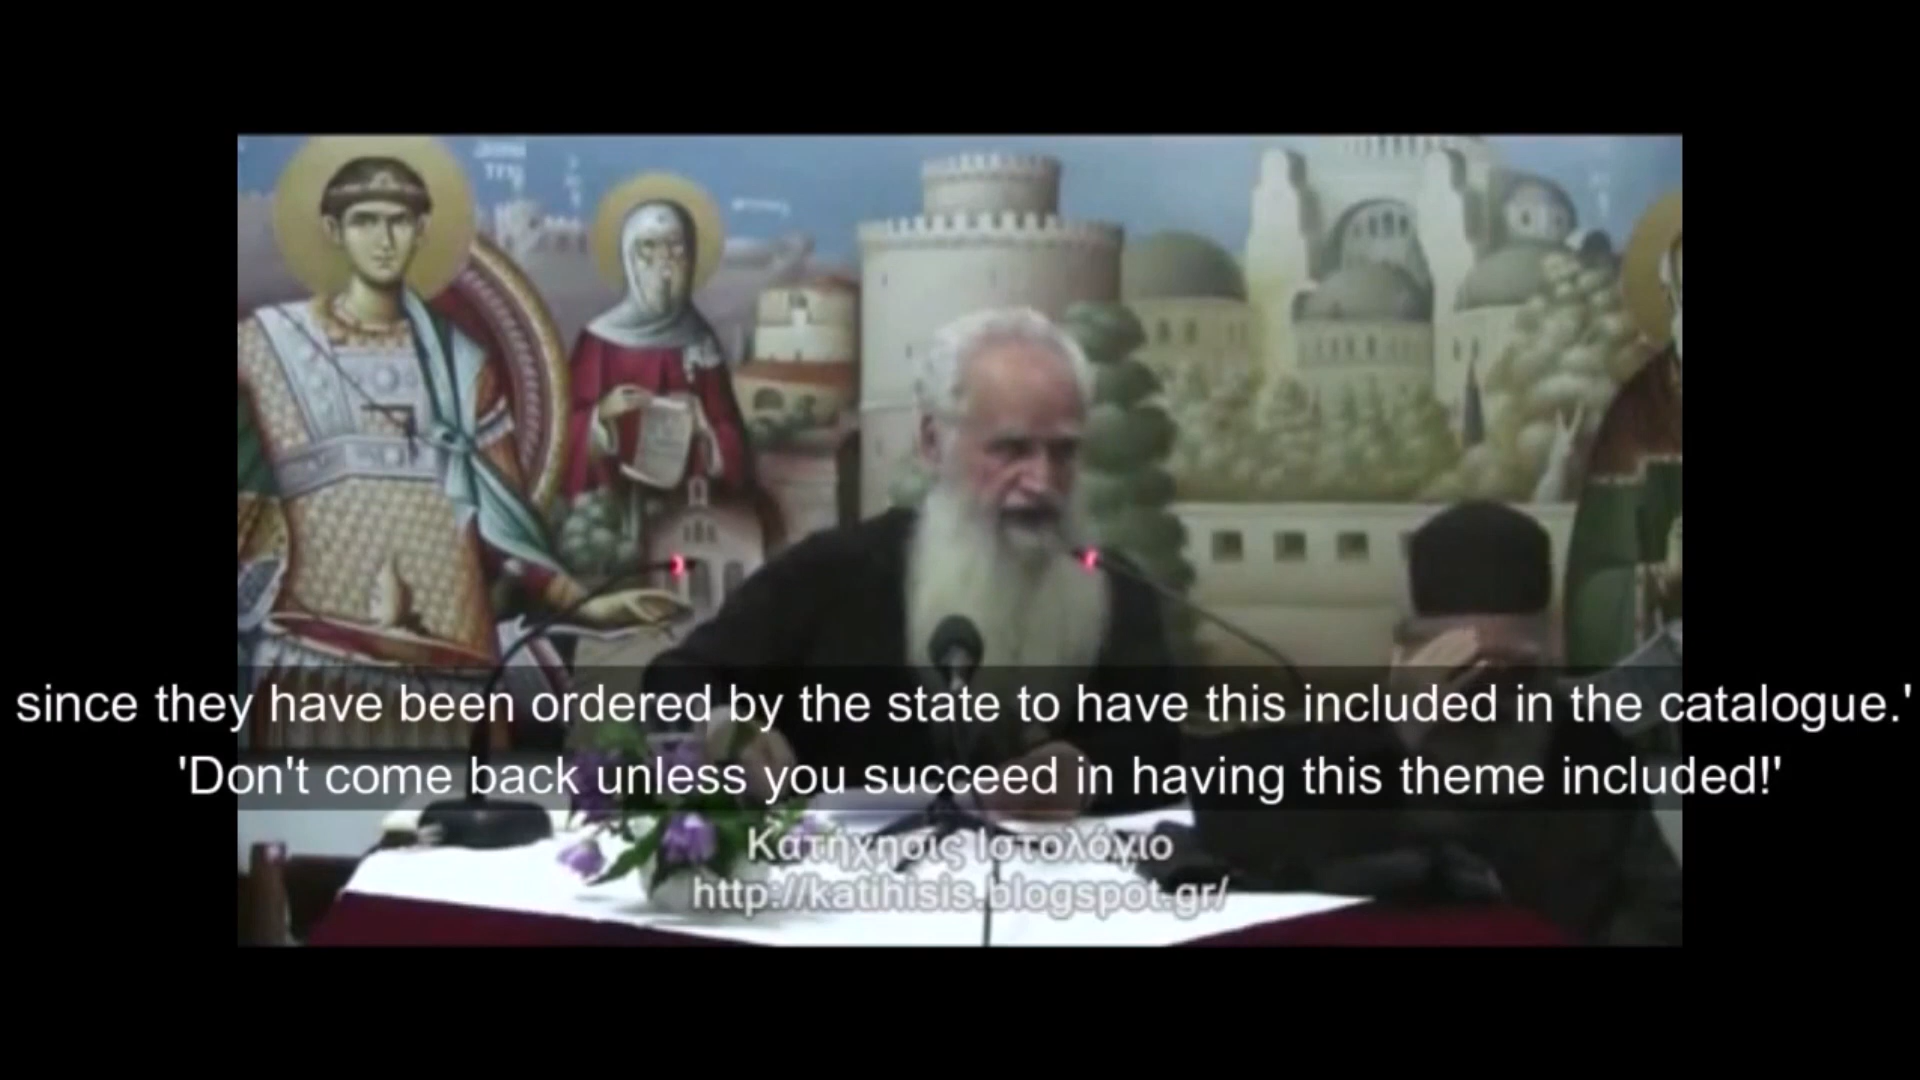 since they have been ordered by the state to have this included in the catalogue.'
'Don't come back unless you succeed in having this theme included!'
Κατήχησις Ιστολόγιο
http://katihisis.blogspot.gr/